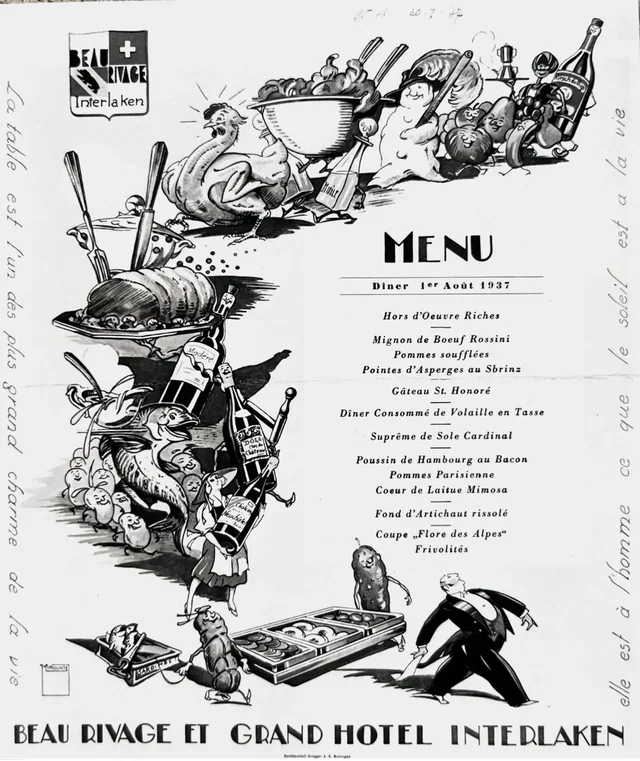 BEAU
RIVAGE
Interlaken
La table est l'un des plus grand charme de la vie
elle est à l'homme ce que le soleil est a la vie
MENU
Dîner 1er Août 1937
Hors d'Oeuvre Riches
Mignon de Boeuf Rossini
Pommes soufflées
Pointes d'Asperges au Sbrinz
Gâteau St. Honoré
Dîner Consommé de Volaille en Tasse
Suprême de Sole Cardinal
Poussin de Hambourg au Bacon
Pommes Parisienne
Coeur de Laitue Mimosa
Fond d'Artichaut rissolé
Coupe „Flore des Alpes“
Frivolités
Madère
DOLE
BEAU RIVAGE ET GRAND HOTEL INTERLAKEN